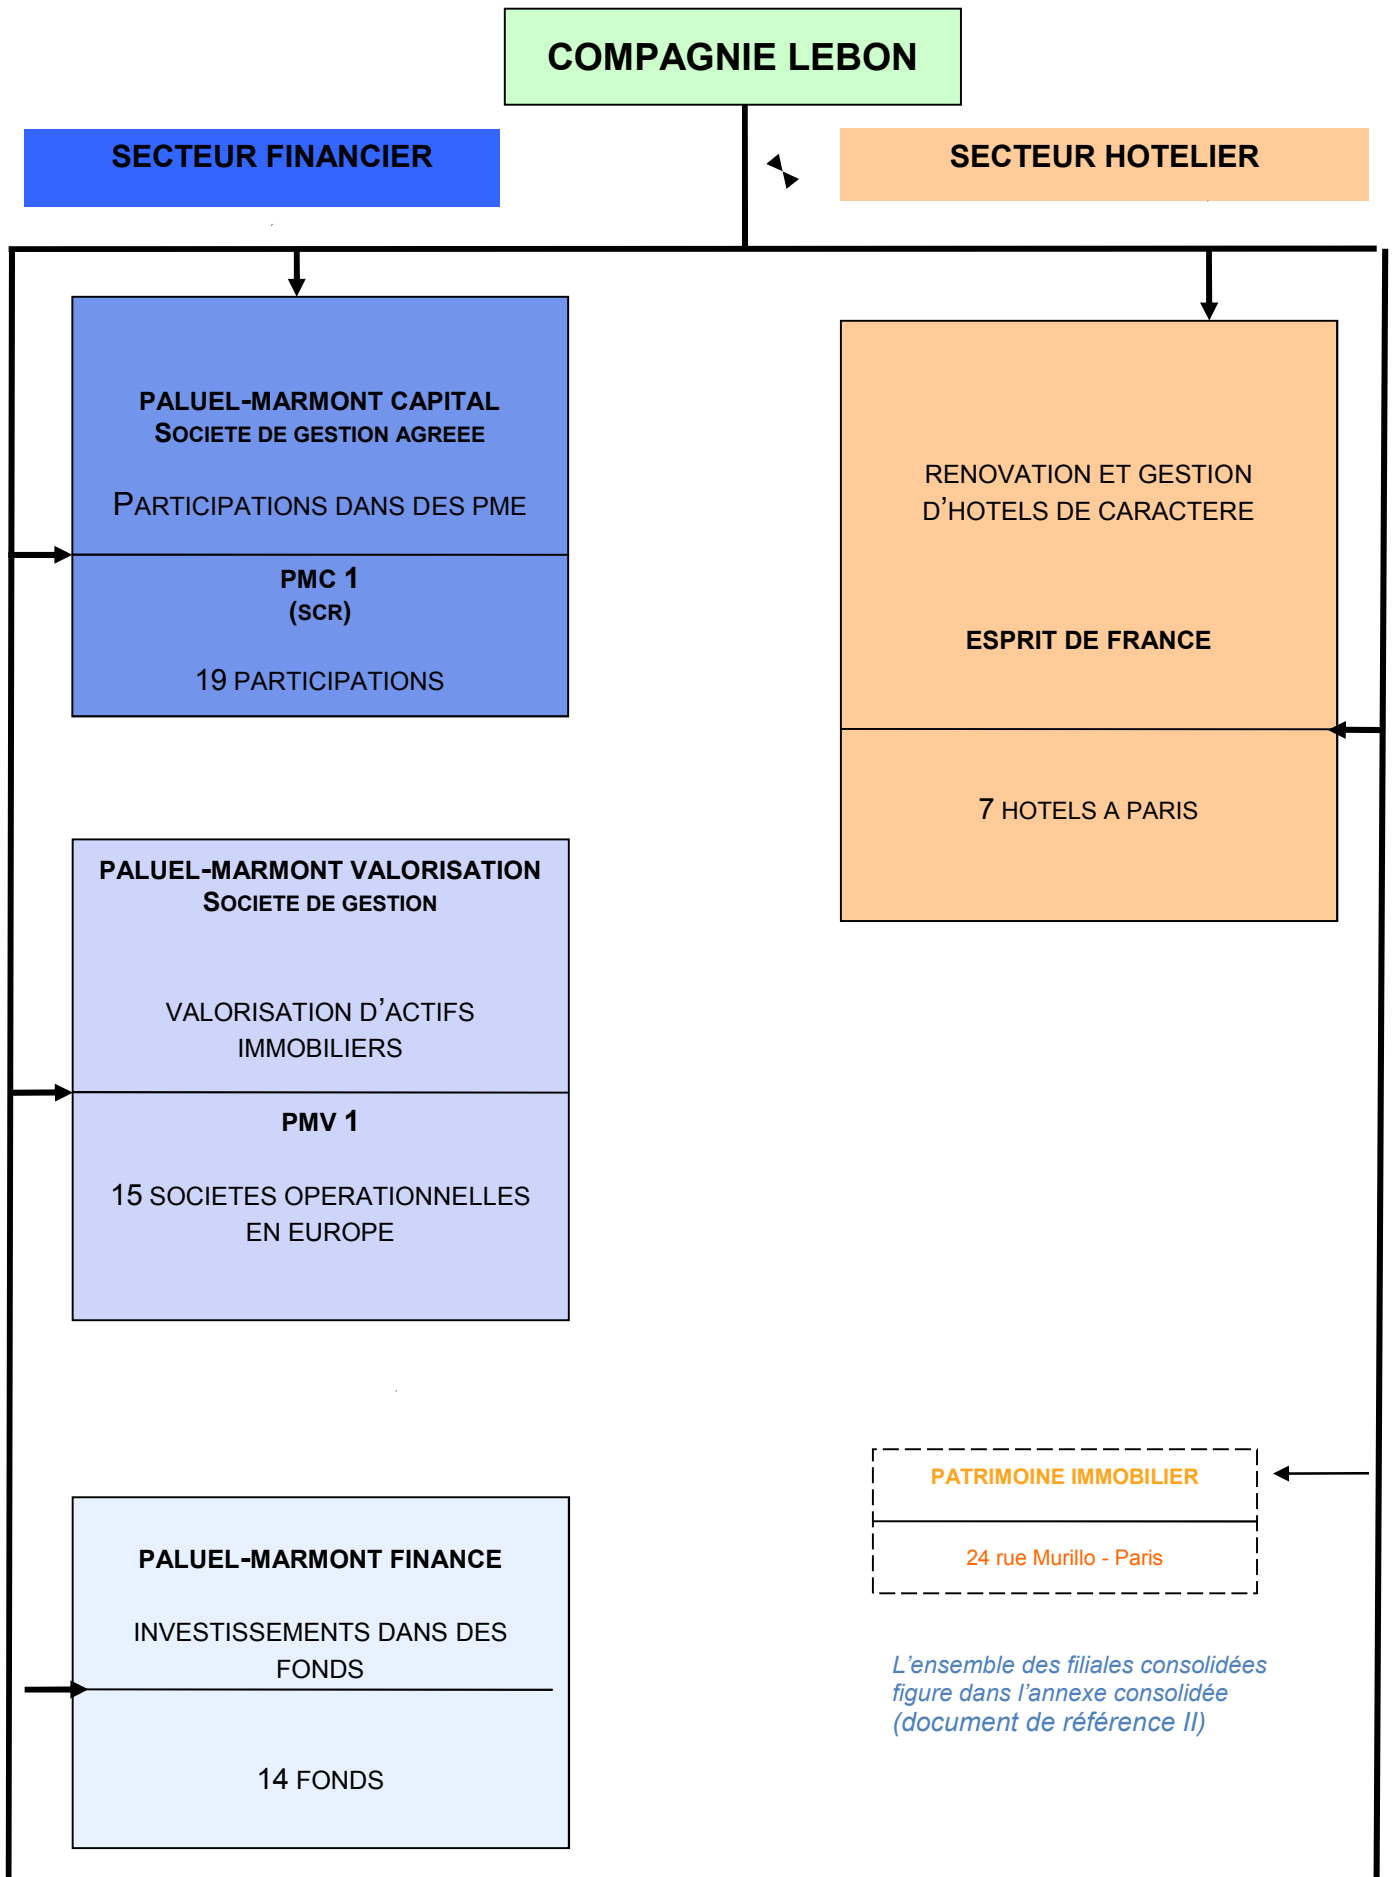 COMPAGNIE LEBON
SECTEUR FINANCIER
SECTEUR HOTELIER
PALUEL-MARMONT CAPITAL
SOCIETE DE GESTION AGREEE
PARTICIPATIONS DANS DES PME
PMC 1
(SCR)
19 PARTICIPATIONS
RENOVATION ET GESTION
D’HOTELS DE CARACTERE
ESPRIT DE FRANCE
7 HOTELS A PARIS
PALUEL-MARMONT VALORISATION
SOCIETE DE GESTION
VALORISATION D’ACTIFS
IMMOBILIERS
PMV 1
15 SOCIETES OPERATIONNELLES
EN EUROPE
PATRIMOINE IMMOBILIER
24 rue Murillo - Paris
PALUEL-MARMONT FINANCE
INVESTISSEMENTS DANS DES
FONDS
14 FONDS
L’ensemble des filiales consolidées
figure dans l’annexe consolidée
(document de référence II)